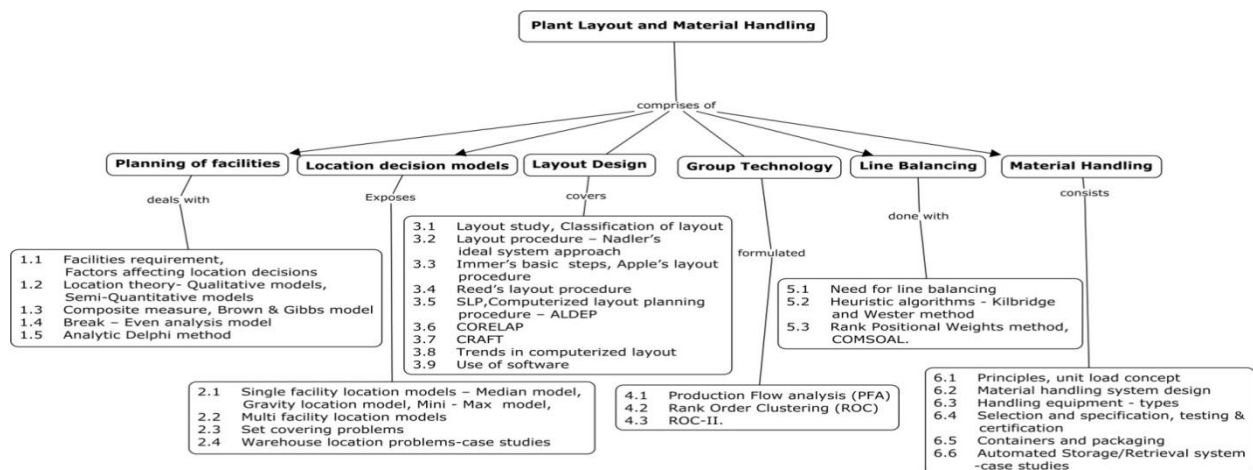 Plant Layout and Material Handling
comprises of
Planning of facilities
Location decision models
Layout Design
Group Technology
Line Balancing
Material Handling
deals with
Exposes
covers
formulated
done with
consists
1.1 Facilities requirement,
Factors affecting location decisions
1.2 Location theory- Qualitative models,
Semi-Quantitative models
1.3 Composite measure, Brown & Gibbs model
1.4 Break – Even analysis model
1.5 Analytic Delphi method
2.1 Single facility location models – Median model,
Gravity location model, Mini - Max model,
2.2 Multi facility location models
2.3 Set covering problems
2.4 Warehouse location problems-case studies
3.1 Layout study, Classification of layout
3.2 Layout procedure – Nadler's
ideal system approach
3.3 Immer's basic steps, Apple's layout
procedure
3.4 Reed's layout procedure
3.5 SLP,Computerized layout planning
procedure – ALDEP
3.6 CORELAP
3.7 CRAFT
3.8 Trends in computerized layout
3.9 Use of software
4.1 Production Flow analysis (PFA)
4.2 Rank Order Clustering (ROC)
4.3 ROC-II.
5.1 Need for line balancing
5.2 Heuristic algorithms - Kilbridge
and Wester method
5.3 Rank Positional Weights method,
COMSOAL.
6.1 Principles, unit load concept
6.2 Material handling system design
6.3 Handling equipment - types
6.4 Selection and specification, testing &
certification
6.5 Containers and packaging
6.6 Automated Storage/Retrieval system
-case studies